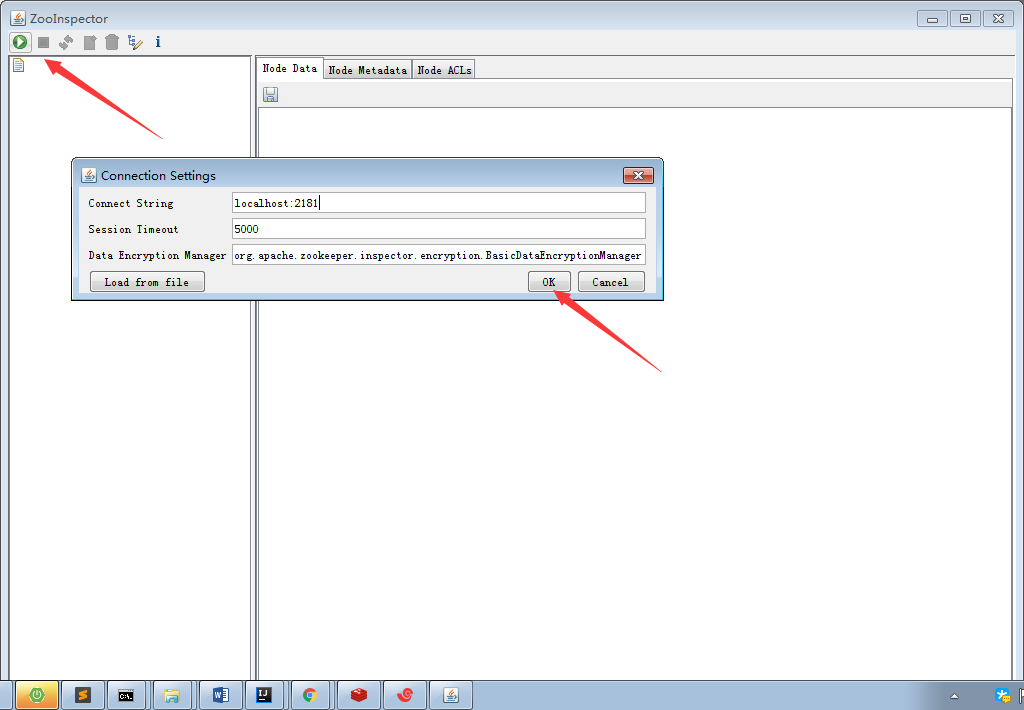 ZooInspector
i
Node Data
Node Metadata
Node ACLs
Connection Settings
Connect String
localhost:2181
Session Timeout
5000
Data Encryption Manager
org.apache.zookeeper.inspector.encryption.BasicDataEncryptionManager
Load from file
OK
Cancel
C:\.
IJ